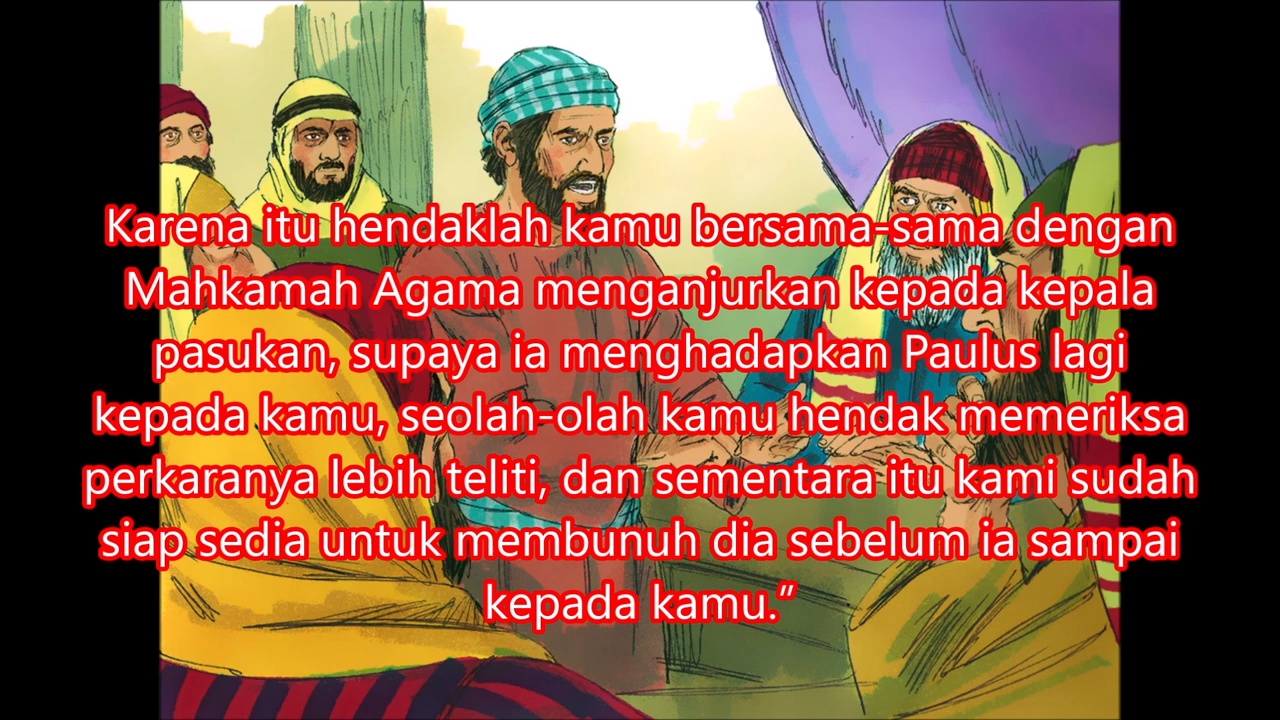 Karena itu hendaklah kamu bersama-sama dengan
Mahkamah Agama menganjurkan kepada kepala
pasukan, supaya ia menghadapkan Paulus lagi
kepada kamu, seolah-olah kamu hendak memeriksa
perkaranya lebih teliti, dan sementara itu kami sudah
siap sedia untuk membunuh dia sebelum ia sampai
kepada kamu.”